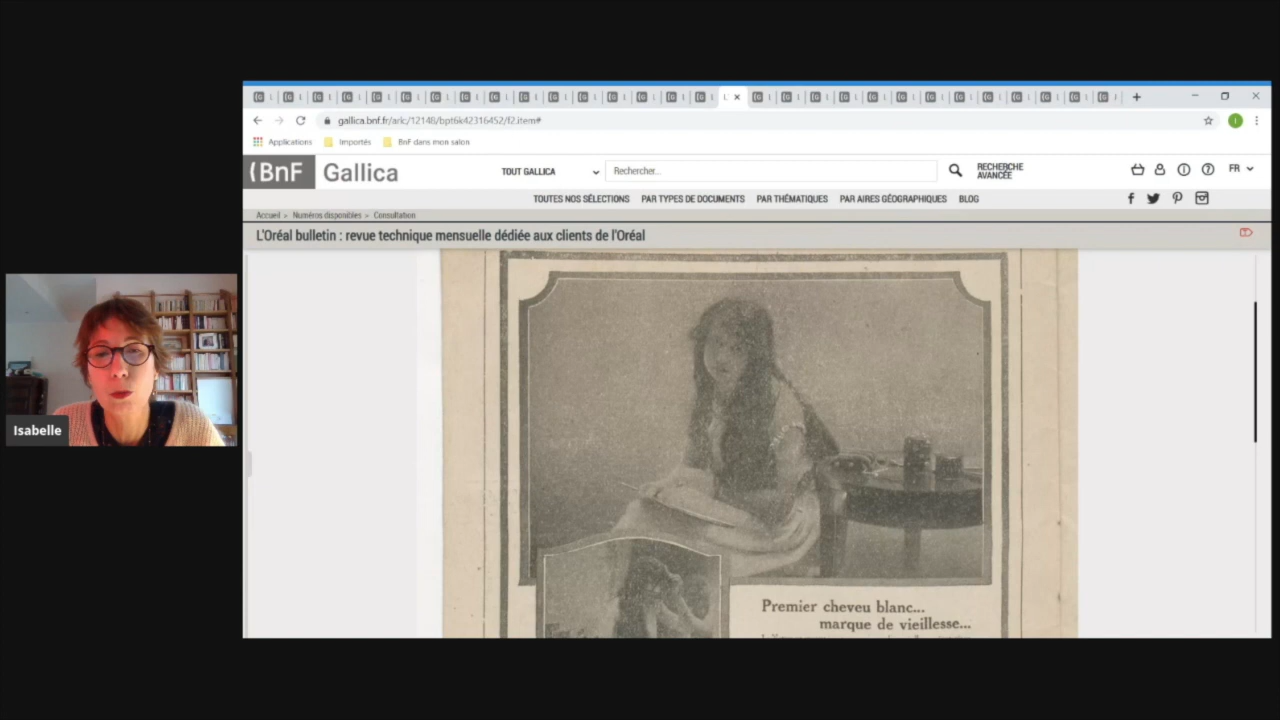 gallica.bnf.fr/ark:/12148/bpt6k42316452/f2.item#
Applications
Importés
BnF dans mon salon
(BnF Gallica
TOUT GALLICA
Rechercher...
RECHERCHE
AVANCÉE
FR
TOUTES NOS SÉLECTIONS
PAR TYPES DE DOCUMENTS
PAR THÉMATIQUES
PAR AIRES GÉOGRAPHIQUES
BLOG
Accueil > Numéros disponibles > Consultation
L'Oréal bulletin : revue technique mensuelle dédiée aux clients de l'Oréal
Isabelle
Premier cheveu blanc...
marque de vieillesse...